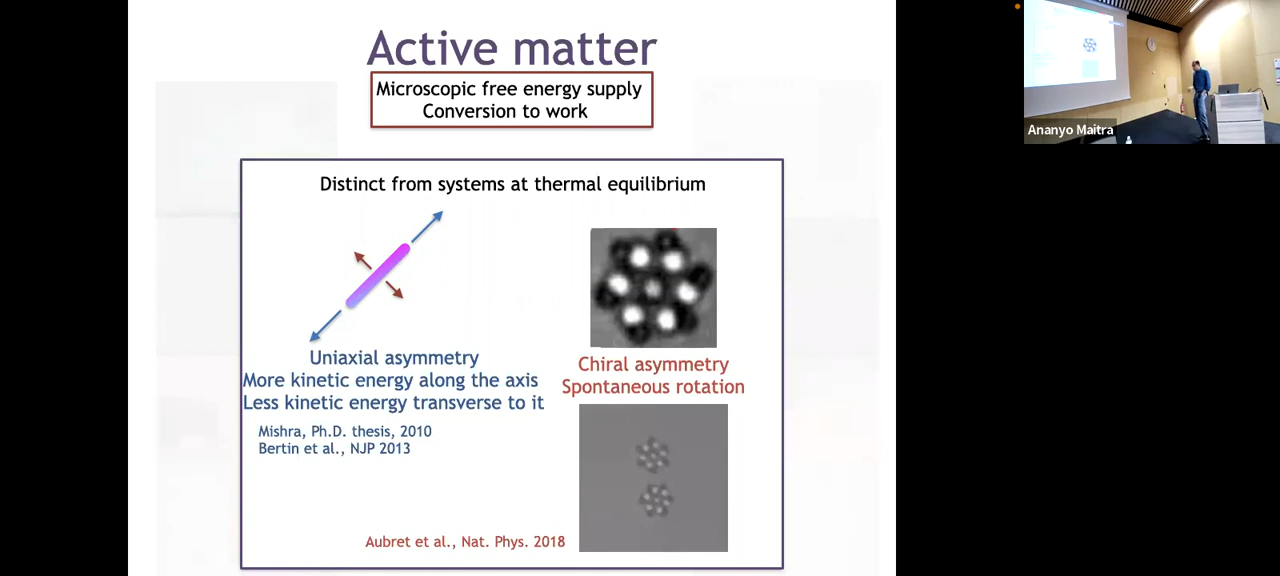 Active matter
Microscopic free energy supply
Conversion to work
Distinct from systems at thermal equilibrium
Uniaxial asymmetry
More kinetic energy along the axis
Less kinetic energy transverse to it
Mishra, Ph.D. thesis, 2010
Bertin et al., NJP 2013
Chiral asymmetry
Spontaneous rotation
Aubret et al., Nat. Phys. 2018
Ananyo Maitra